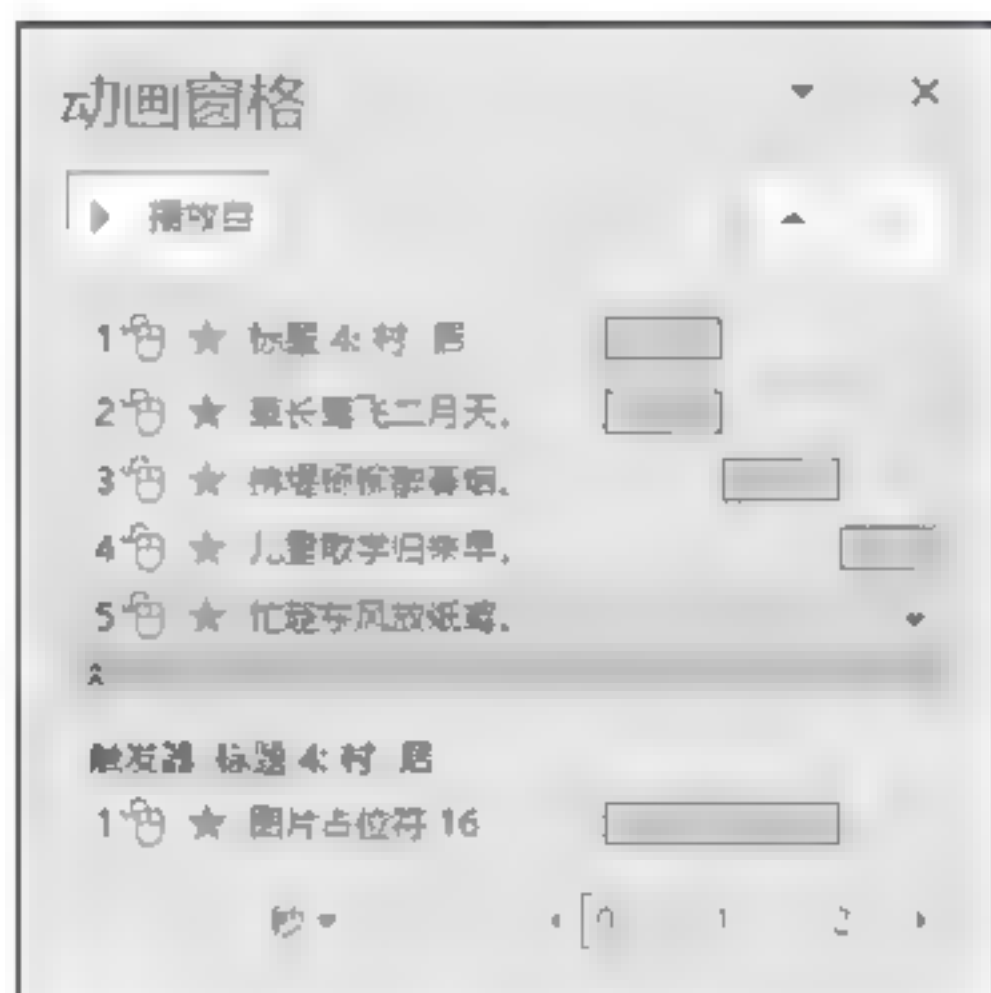 动画窗格
播放自
1 标题 4: 村 居
2 草长莺飞二月天,
3 拂堤杨柳醉春烟.
4 儿童散学归来早,
5 忙趁东风放纸鸢.
触发器: 标题 4: 村 居
1 图片占位符 16
秒 0 1 2